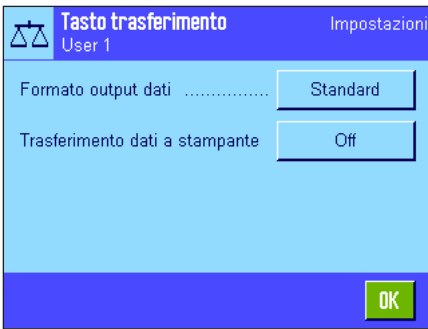 Tasto trasferimento
Impostazioni
User 1
Formato output dati ................ Standard
Trasferimento dati a stampante Off
OK